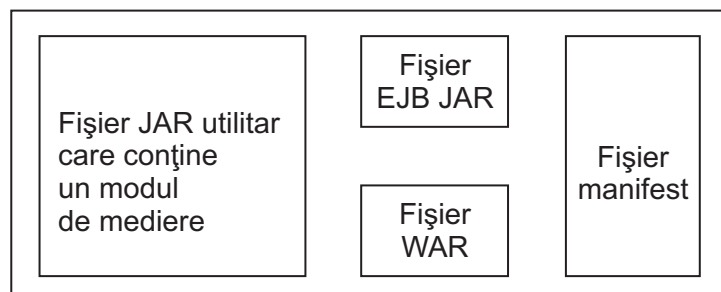 Fişier JAR utilitar
care conţine
un modul
de mediere
Fişier
EJB JAR
Fişier
WAR
Fişier
manifest